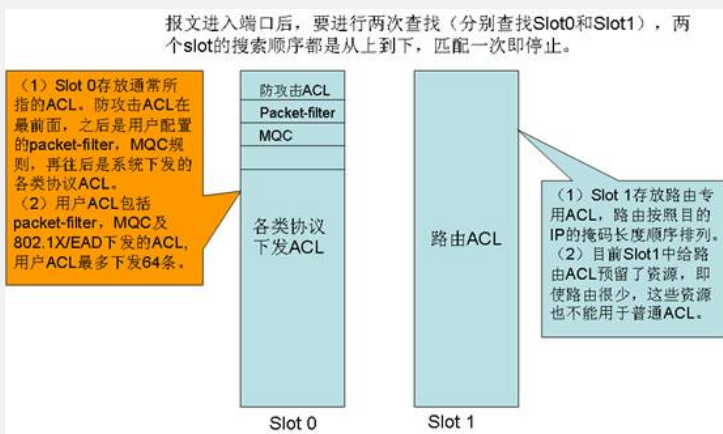 报文进入端口后，要进行两次查找（分别查找Slot0和Slot1），两
个slot的搜索顺序都是从上到下，匹配一次即停止。
（1）Slot 0存放通常所
指的ACL。防攻击ACL在
最前面，之后是用户配置
的packet-filter，MQC规
则，再往后是系统下发的
各类协议ACL。
（2）用户ACL包括
packet-filter，MQC及
802.1X/EAD下发的ACL,
用户ACL最多下发64条。
防攻击ACL
Packet-filter
MQC
各类协议
下发ACL
Slot 0
路由ACL
Slot 1
（1）Slot 1存放路由专
用ACL，路由按照目的
IP的掩码长度顺序排列。
（2）目前Slot1中给路
由ACL预留了资源，即
使路由很少，这些资源
也不能用于普通ACL。